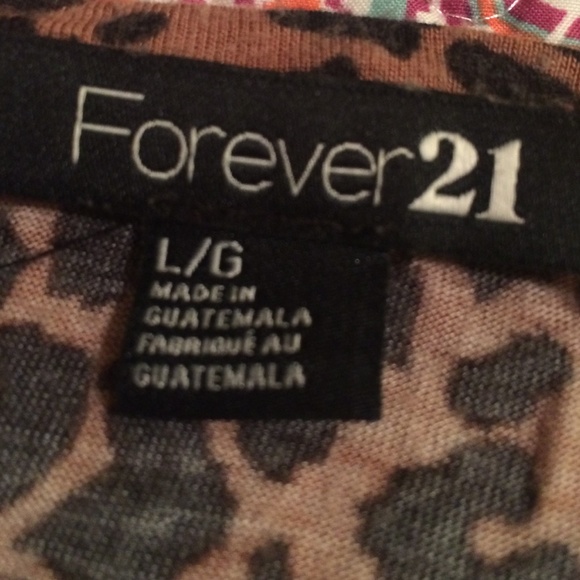 Forever21
L/G
MADE IN
GUATEMALA
FABRIQUÉ AU
GUATEMALA